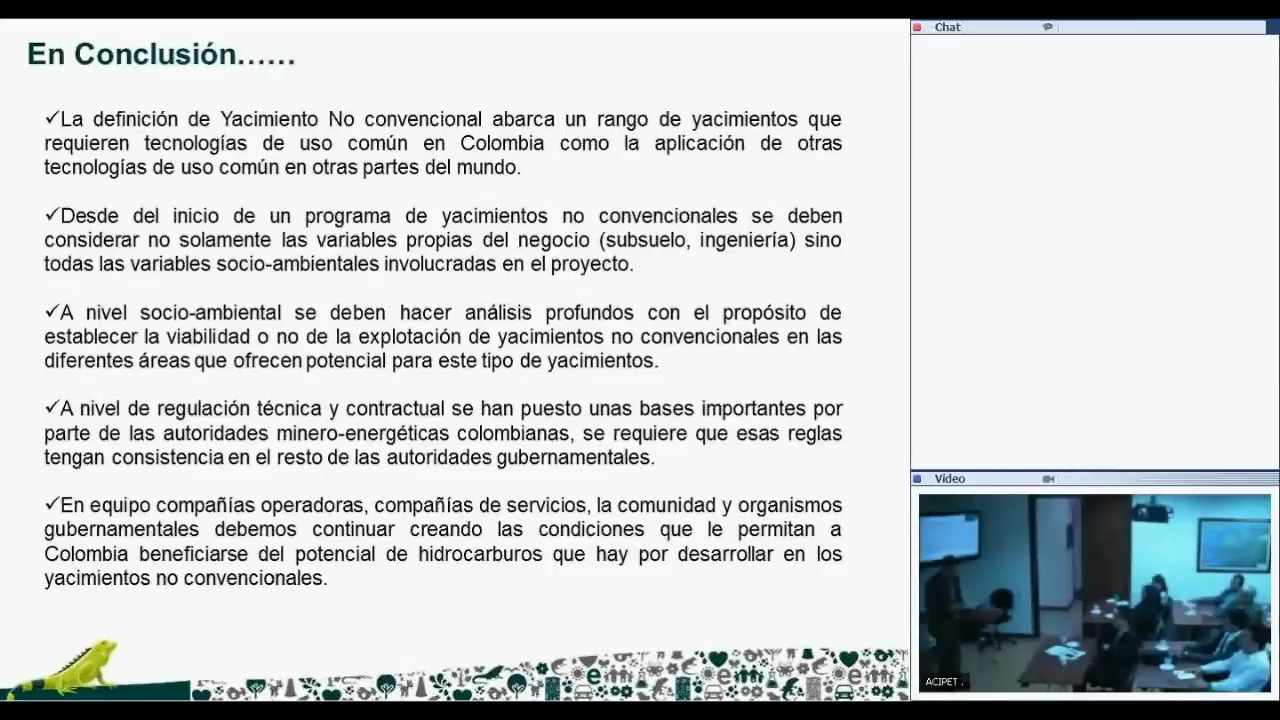 En Conclusión......
✓La definición de Yacimiento No convencional abarca un rango de yacimientos que
requieren tecnologías de uso común en Colombia como la aplicación de otras
tecnologías de uso común en otras partes del mundo.
✓Desde del inicio de un programa de yacimientos no convencionales se deben
considerar no solamente las variables propias del negocio (subsuelo, ingeniería) sino
todas las variables socio-ambientales involucradas en el proyecto.
✓A nivel socio-ambiental se deben hacer análisis profundos con el propósito de
establecer la viabilidad o no de la explotación de yacimientos no convencionales en las
diferentes áreas que ofrecen potencial para este tipo de yacimientos.
✓A nivel de regulación técnica y contractual se han puesto unas bases importantes por
parte de las autoridades minero-energéticas colombianas, se requiere que esas reglas
tengan consistencia en el resto de las autoridades gubernamentales.
✓En equipo compañías operadoras, compañías de servicios, la comunidad y organismos
gubernamentales debemos continuar creando las condiciones que le permitan a
Colombia beneficiarse del potencial de hidrocarburos que hay por desarrollar en los
yacimientos no convencionales.
Chat
Vídeo
ACIPET .